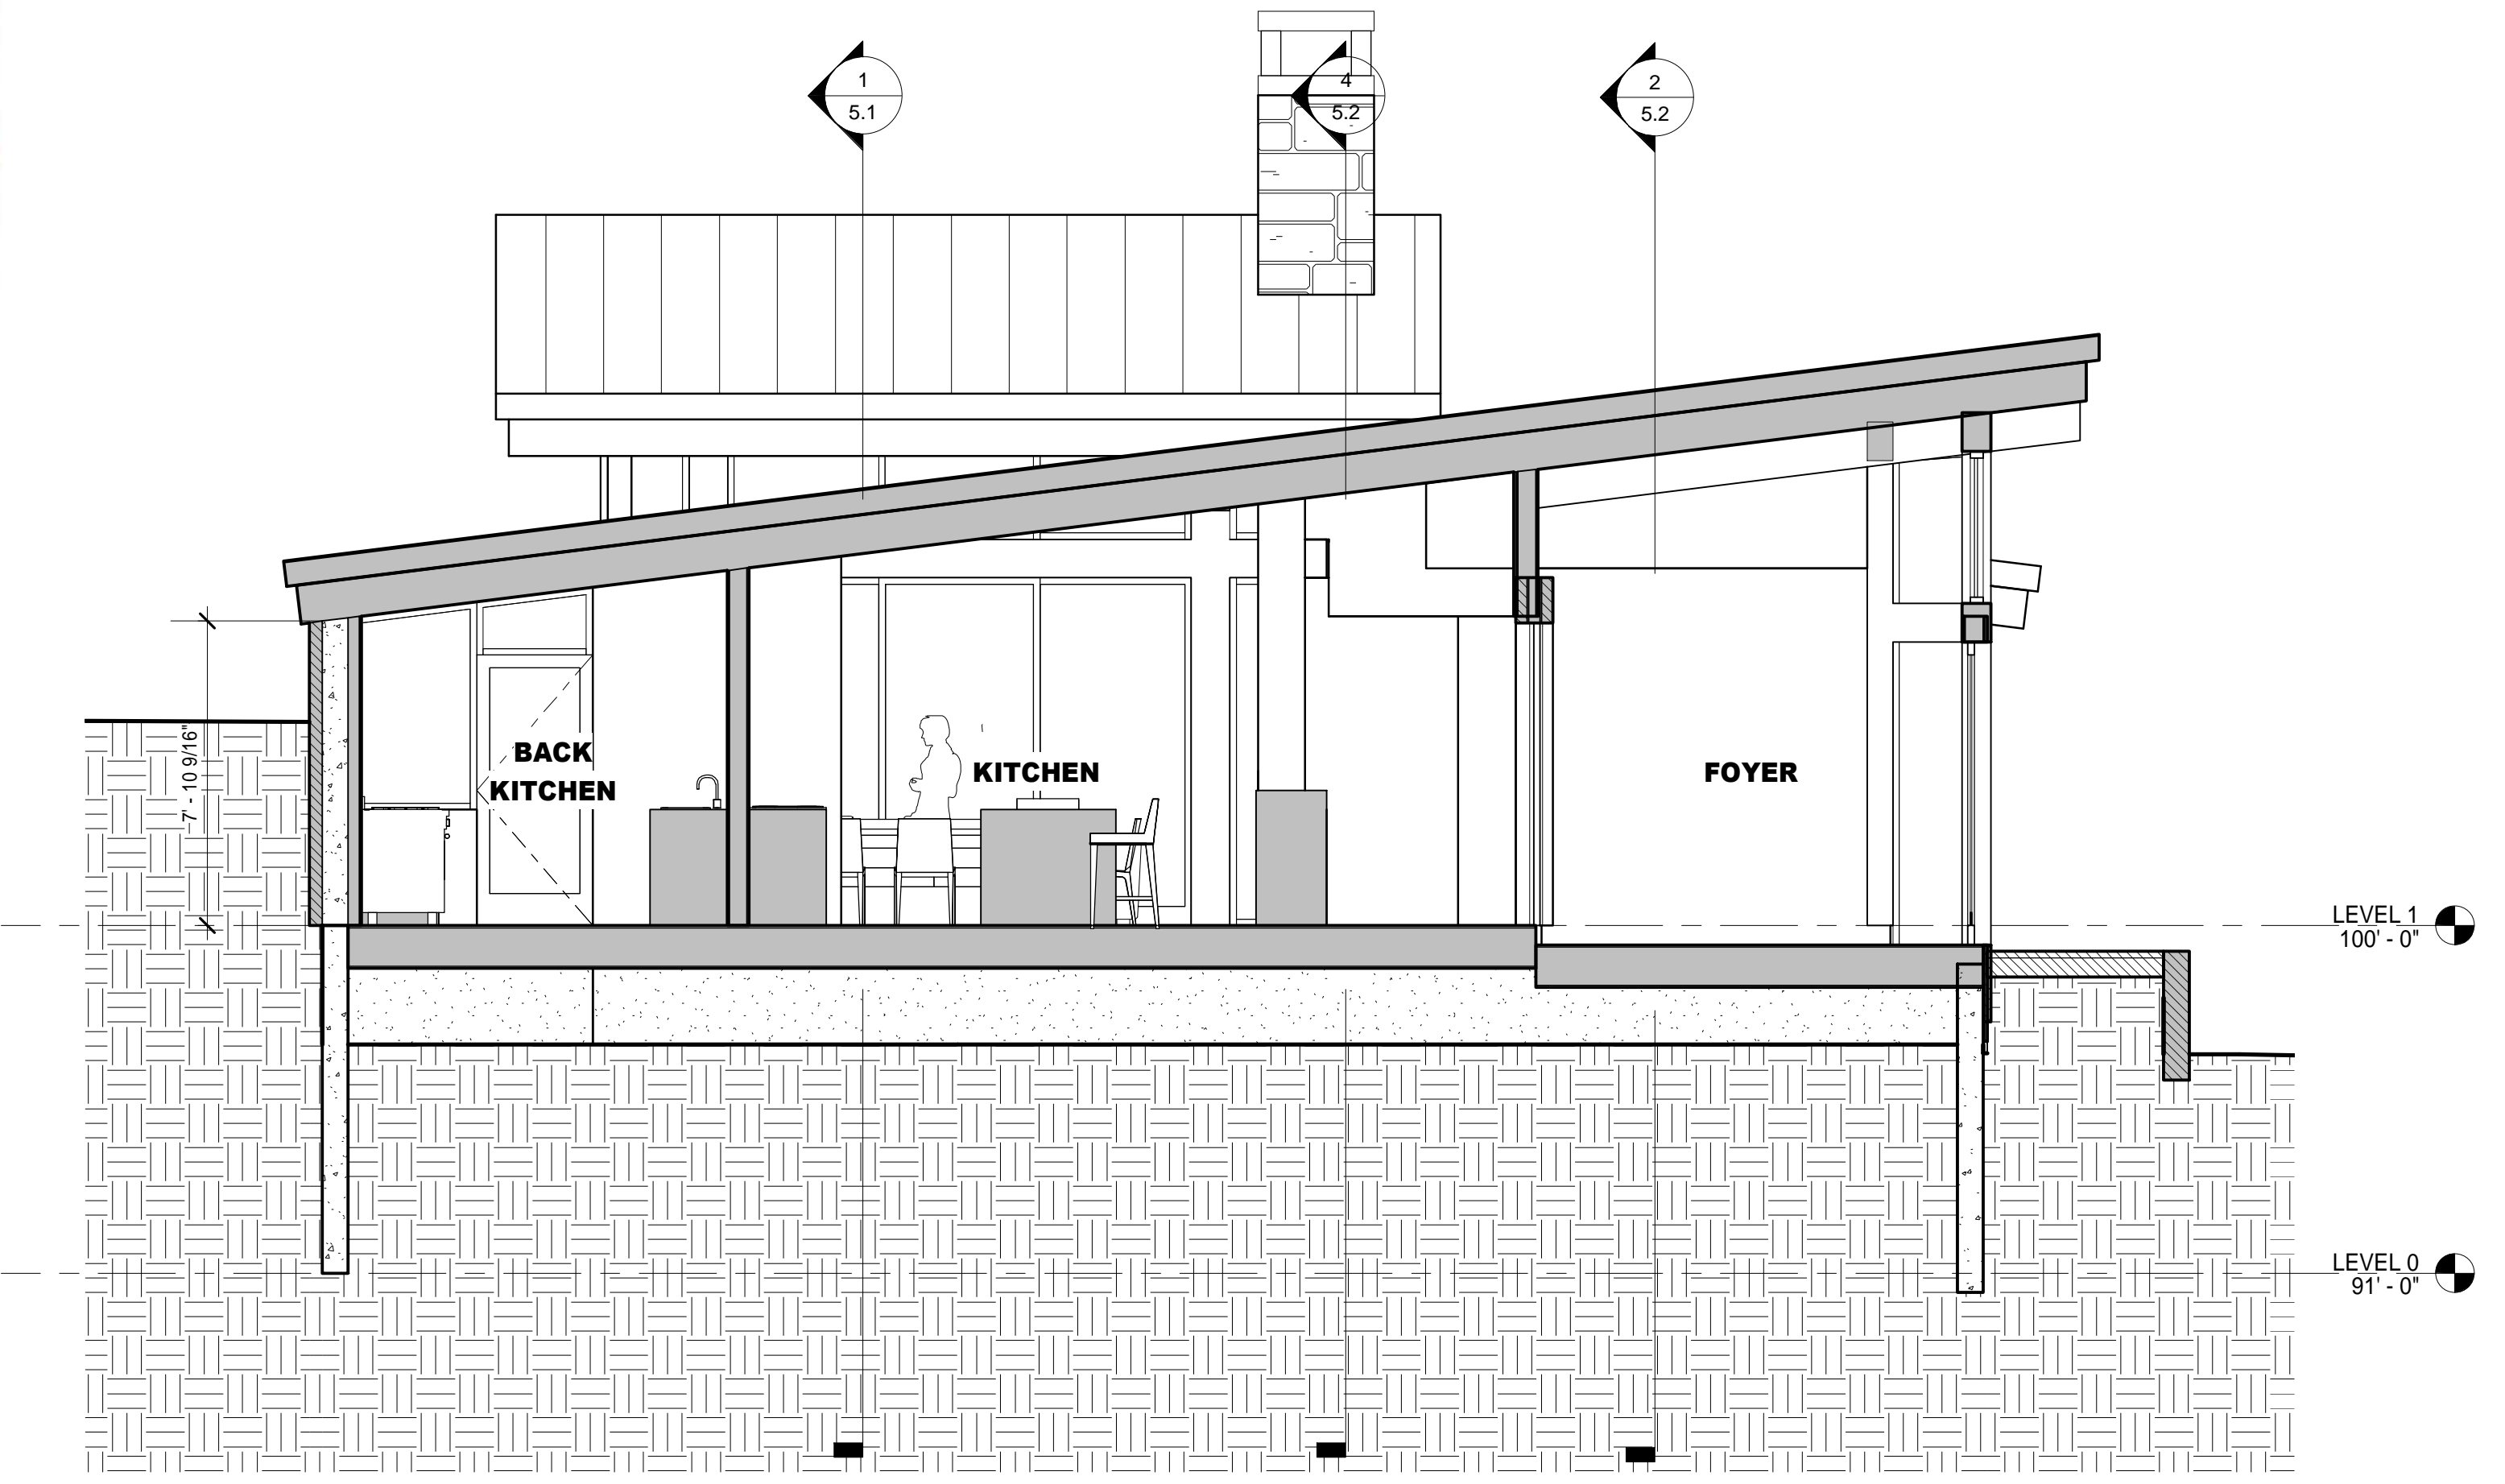 1
5.1
4
5.2
2
5.2
7' - 10 9/16"
BACK
KITCHEN
KITCHEN
FOYER
LEVEL 1
100' - 0"
LEVEL 0
91' - 0"